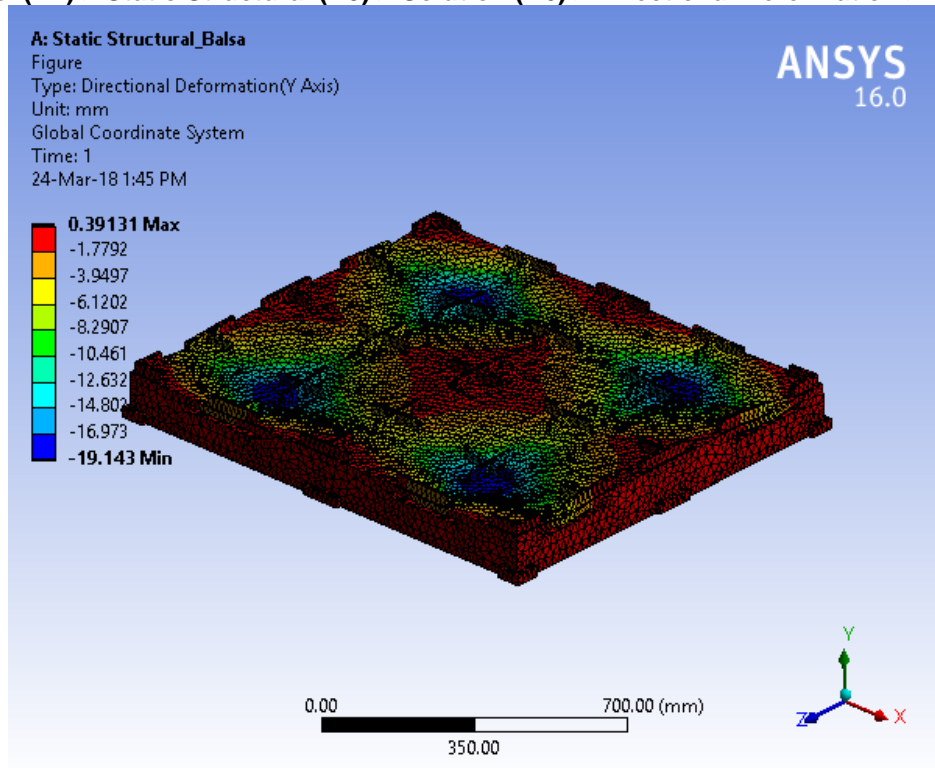 A: Static Structural_Balsa
Figure
Type: Directional Deformation(Y Axis)
Unit: mm
Global Coordinate System
Time: 1
24-Mar-18 1:45 PM
ANSYS
16.0
0.39131 Max
-1.7792
-3.9497
-6.1202
-8.2907
-10.461
-12.632
-14.802
-16.973
-19.143 Min
0.00
700.00 (mm)
350.00
Y
Z
X